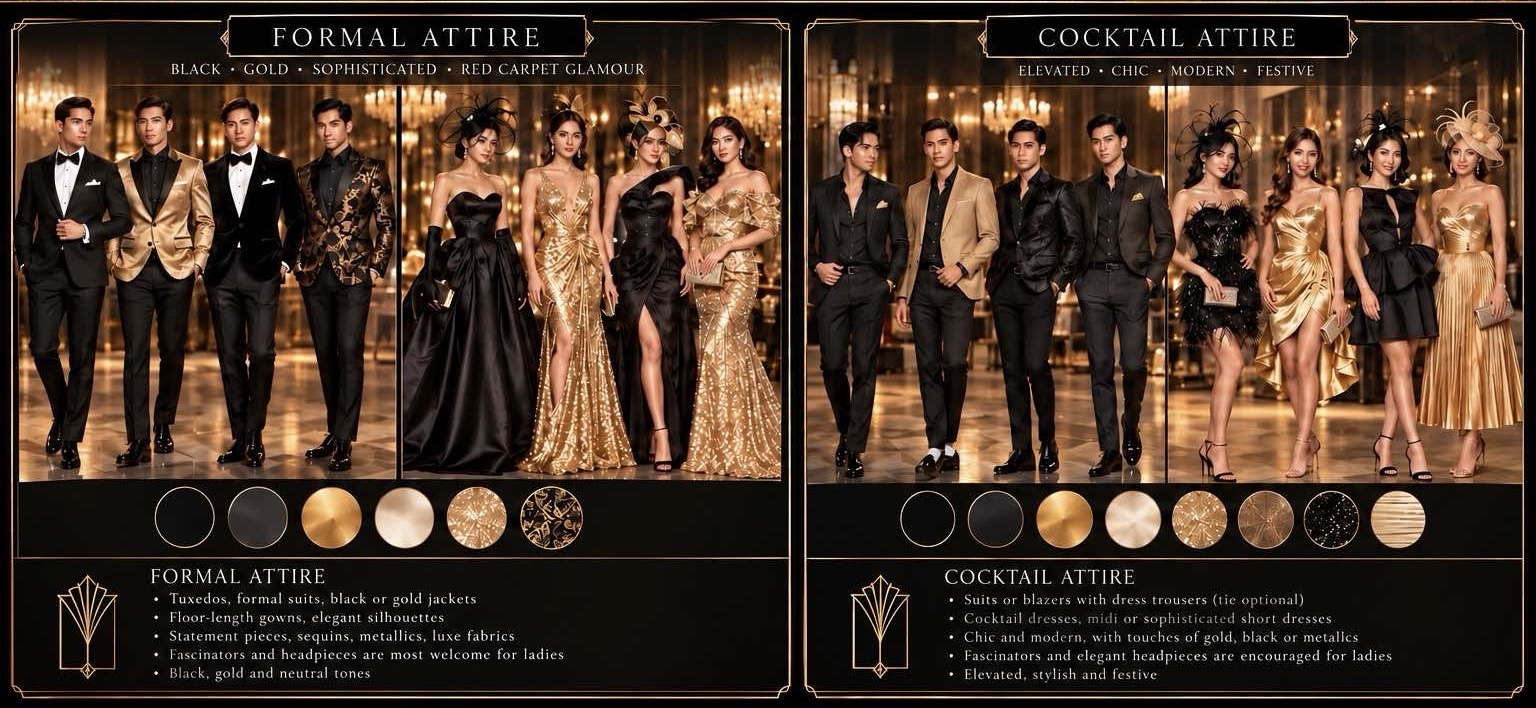 FORMAL ATTIRE
BLACK • GOLD • SOPHISTICATED • RED CARPET GLAMOUR
FORMAL ATTIRE
• Tuxedos, formal suits, black or gold jackets
• Floor-length gowns, elegant silhouettes
• Statement pieces, sequins, metallics, luxe fabrics
• Fascinators and headpieces are most welcome for ladies
• Black, gold and neutral tones
COCKTAIL ATTIRE
ELEVATED • CHIC • MODERN • FESTIVE
COCKTAIL ATTIRE
• Suits or blazers with dress trousers (tie optional)
• Cocktail dresses, midi or sophisticated short dresses
• Chic and modern, with touches of gold, black or metallcs
• Fascinators and elegant headpieces are encouraged for ladies
• Elevated, stylish and festive